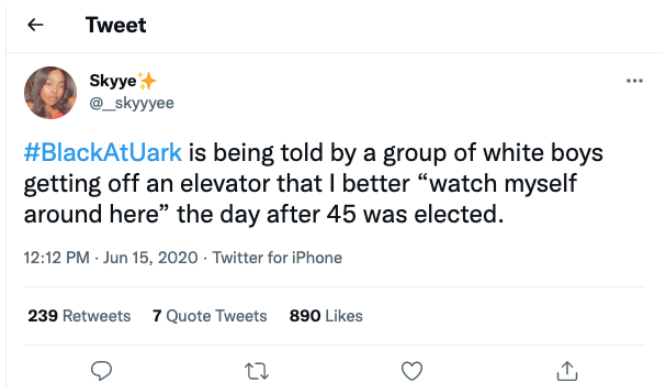 Tweet
Skyye✨
@__skyyyee
#BlackAtUark is being told by a group of white boys
getting off an elevator that I better “watch myself
around here” the day after 45 was elected.
12:12 PM · Jun 15, 2020 · Twitter for iPhone
239 Retweets 7 Quote Tweets 890 Likes